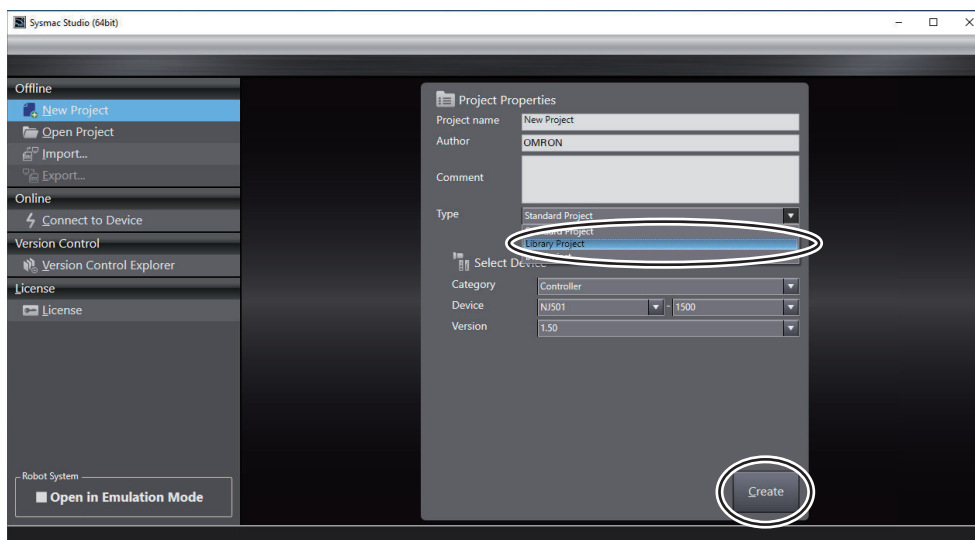 Sysmac Studio (64bit)
Offline
New Project
Open Project
Import...
Export...
Online
Connect to Device
Version Control
Version Control Explorer
License
License
Robot System
Open in Emulation Mode
Project Properties
Project name New Project
Author OMRON
Comment
Type Standard Project
Standard Project
Library Project
Select Device
Category Controller
Device NJ501 - 1500
Version 1.50
Create